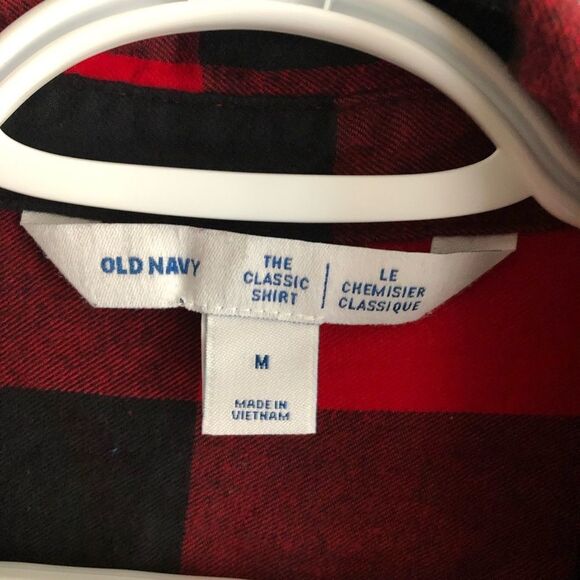 OLD NAVY
THE
CLASSIC
SHIRT
LE
CHEMISIER
CLASSIQUE
M
MADE IN
VIETNAM